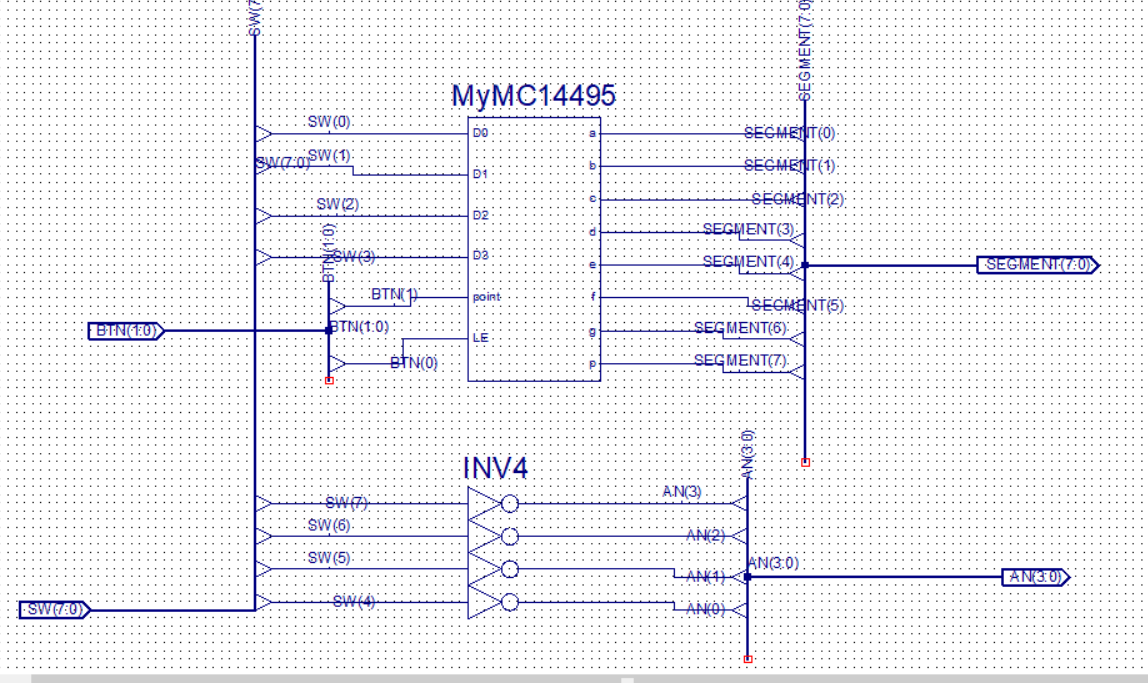 SW(7
SEGMENT(7:0)
MyMC14495
SW(0)
D0
a
SEGMENT(0)
SW(7:0)
SW(1)
D1
b
SEGMENT(1)
SW(2)
D2
c
SEGMENT(2)
BTN(1:0)
SW(3)
D3
d
SEGMENT(3)
e
SEGMENT(4)
SEGMENT(7:0)
BTN(1)
point
f
SEGMENT(5)
BTN(1:0)
BTN(1:0)
LE
g
SEGMENT(6)
BTN(0)
p
SEGMENT(7)
INV4
AN(3:0)
SW(7)
AN(3)
SW(6)
AN(2)
SW(5)
AN(1)
AN(3:0)
AN(3:0)
SW(4)
AN(0)
SW(7:0)